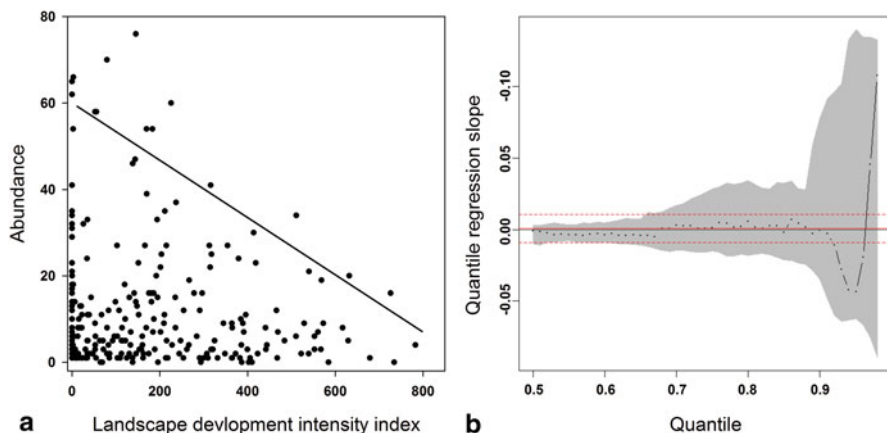 80
60
40
20
0
Abundance
0 200 400 600 800
a Landscape devlopment intensity index
-0.10
0.05
0.00
-0.05
Quantile regression slope
0.5 0.6 0.7 0.8 0.9
b Quantile